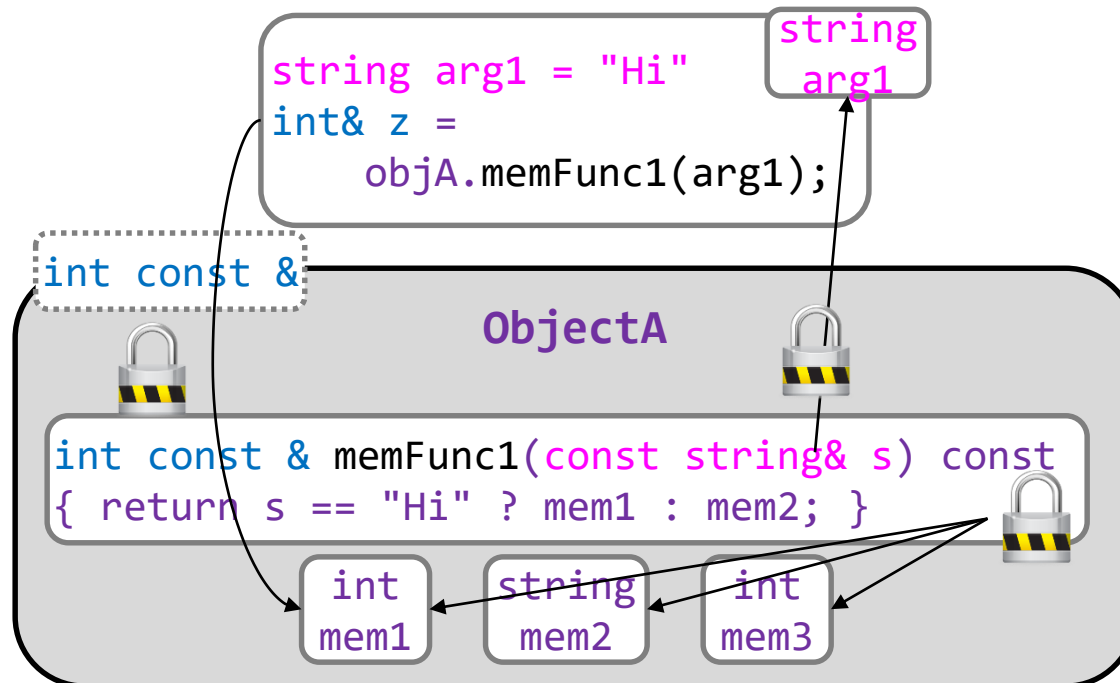 string
arg1
string arg1 = "Hi"
int& z =
objA.memFunc1(arg1);
int const &
ObjectA
int const & memFunc1(const string& s) const
{ return s == "Hi" ? mem1 : mem2; }
int
mem1
string
mem2
int
mem3